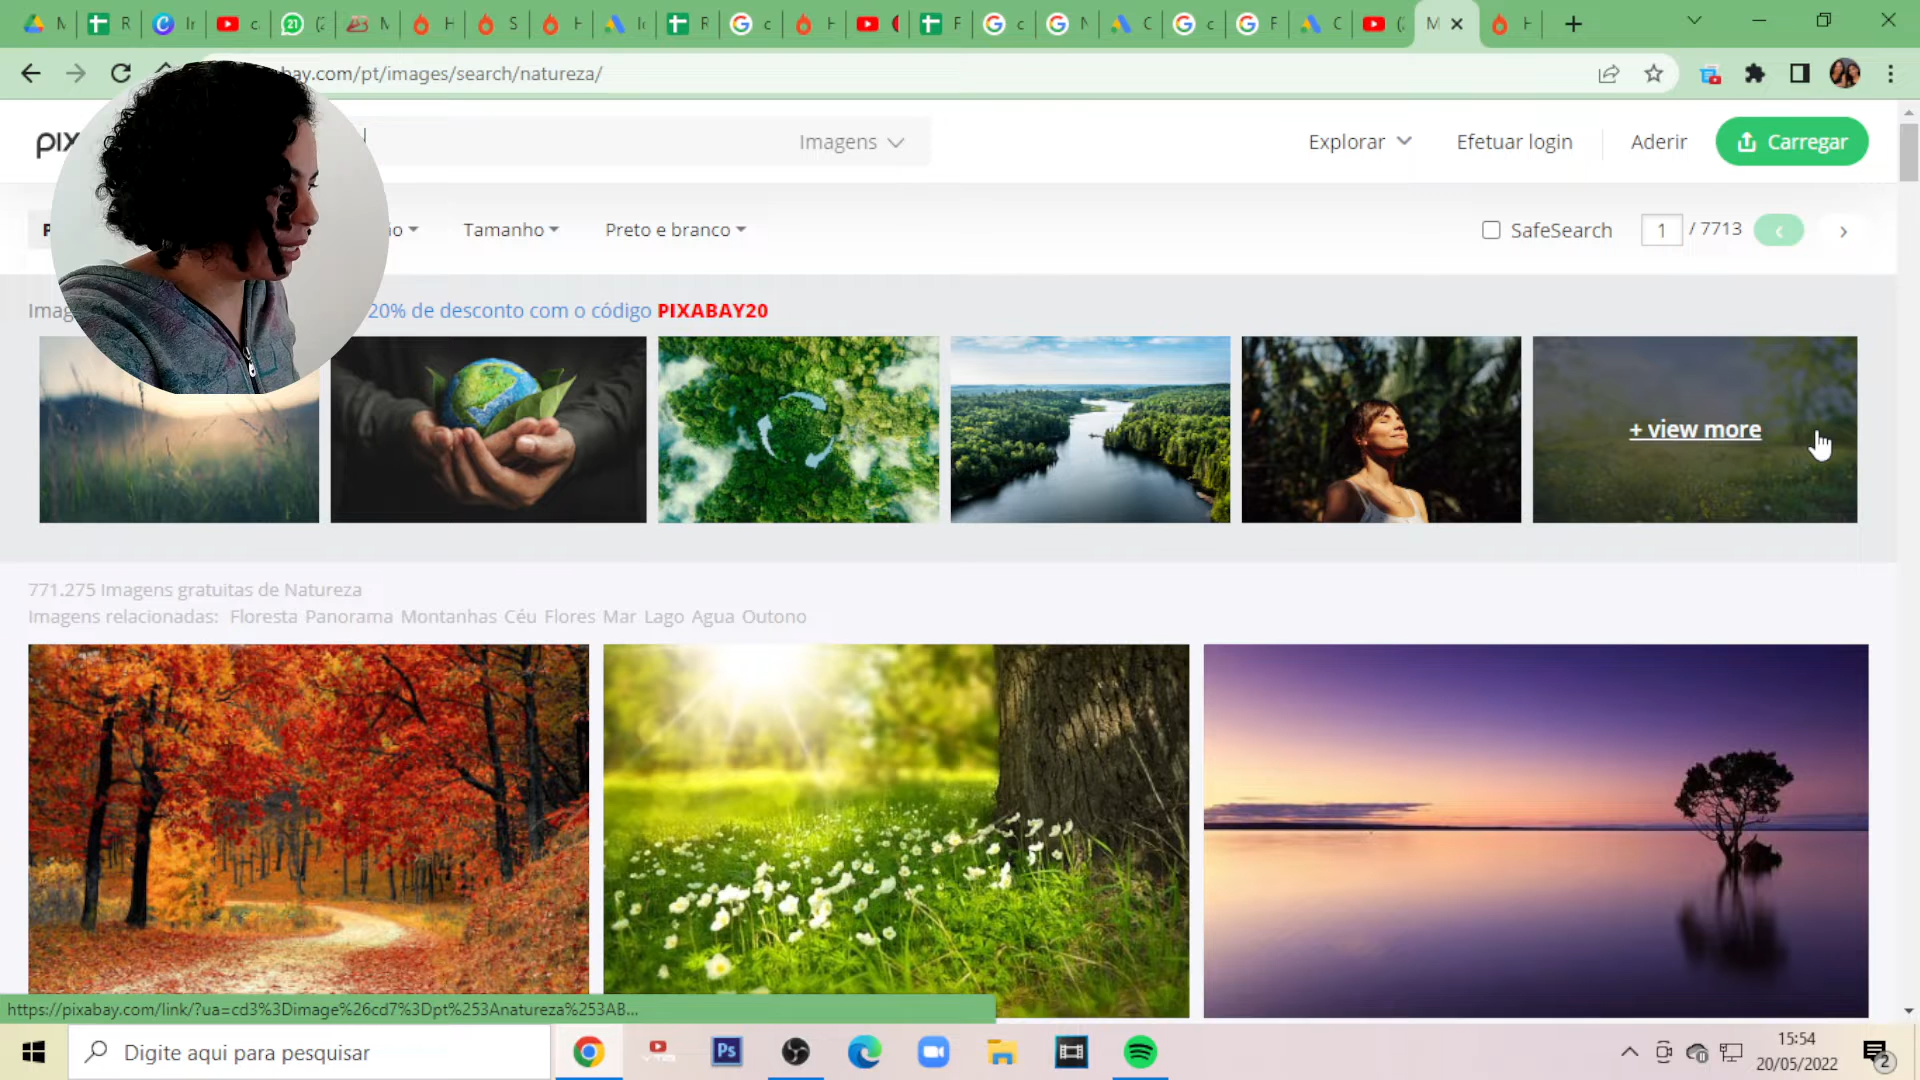 bay.com/pt/images/search/natureza/
PIX
Imagens
Explorar
Efetuar login
Aderir
Carregar
Tamanho
Preto e branco
SafeSearch
1
/ 7713
20% de desconto com o código PIXABAY20
+ view more
771.275 Imagens gratuitas de Natureza
Imagens relacionadas: Floresta Panorama Montanhas Céu Flores Mar Lago Agua Outono
https://pixabay.com/link/?ua=cd3%3Dimage%26cd7%3Dpt%253Anatureza%253AB...
Digite aqui para pesquisar
Ps
15:54
20/05/2022
2